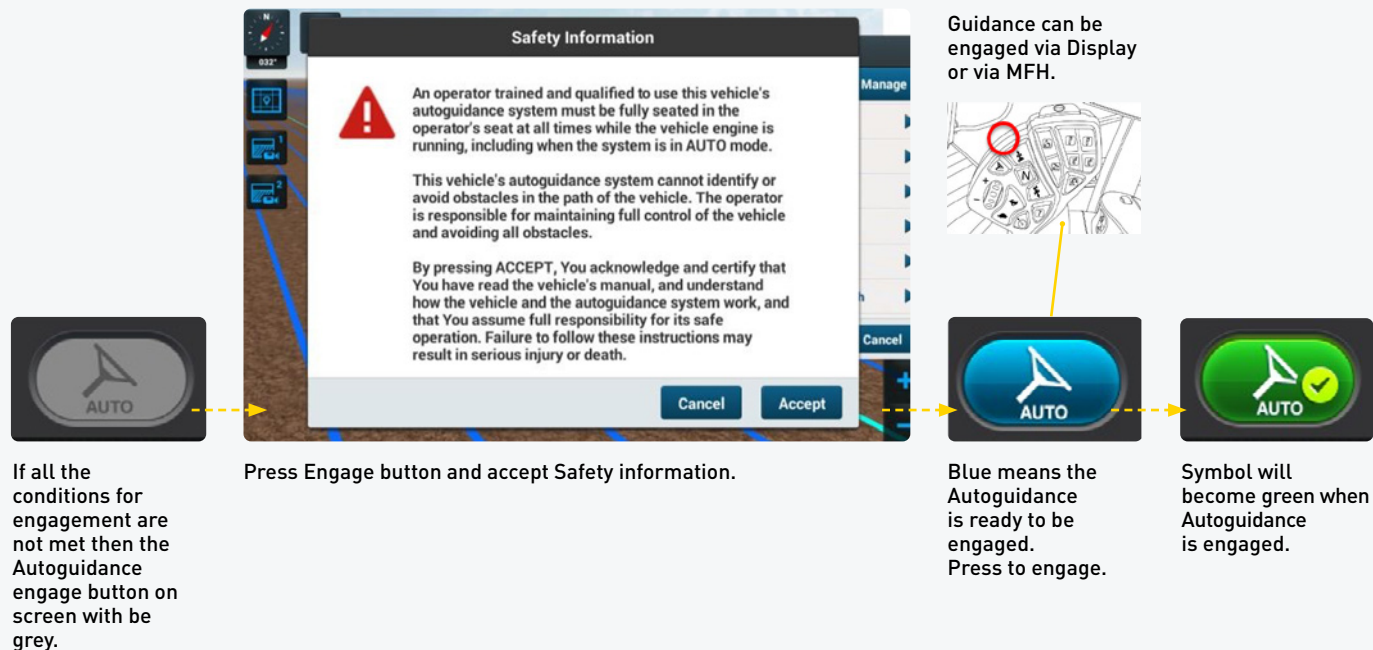 N
032°
Safety Information
An operator trained and qualified to use this vehicle's
autoguidance system must be fully seated in the
operator's seat at all times while the vehicle engine is
running, including when the system is in AUTO mode.
This vehicle's autoguidance system cannot identify or
avoid obstacles in the path of the vehicle. The operator
is responsible for maintaining full control of the vehicle
and avoiding all obstacles.
By pressing ACCEPT, You acknowledge and certify that
You have read the vehicle's manual, and understand
how the vehicle and the autoguidance system work, and
that You assume full responsibility for its safe
operation. Failure to follow these instructions may
result in serious injury or death.
Cancel Accept
1
2
Manage
h
Cancel
+
−
Guidance can be
engaged via Display
or via MFH.
+
N
−
AUTO
AUTO
AUTO
If all the
conditions for
engagement are
not met then the
Autoguidance
engage button on
screen with be
grey.
Press Engage button and accept Safety information.
Blue means the
Autoguidance
is ready to be
engaged.
Press to engage.
Symbol will
become green when
Autoguidance
is engaged.